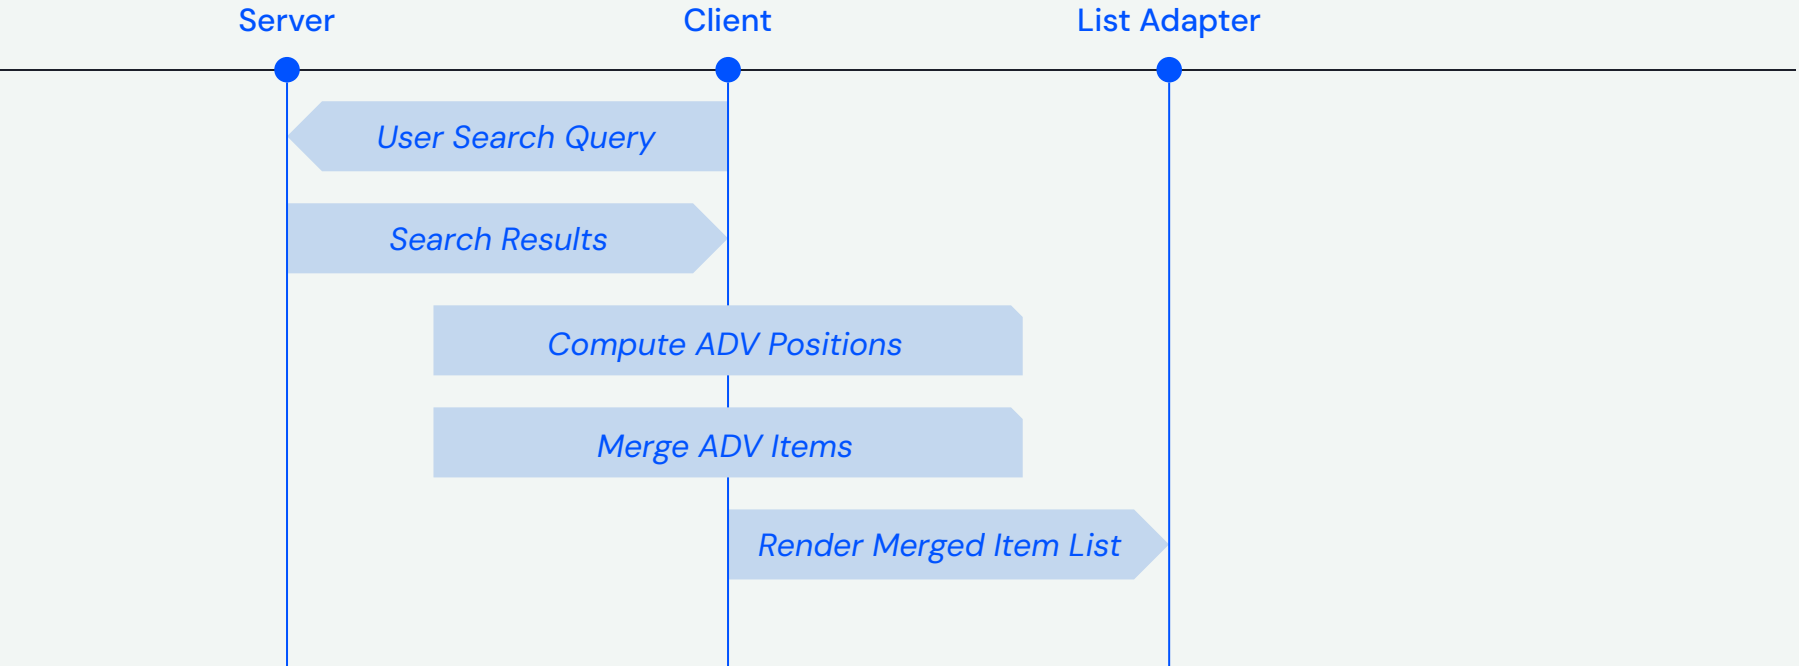 Server
Client
List Adapter
User Search Query
Search Results
Compute ADV Positions
Merge ADV Items
Render Merged Item List